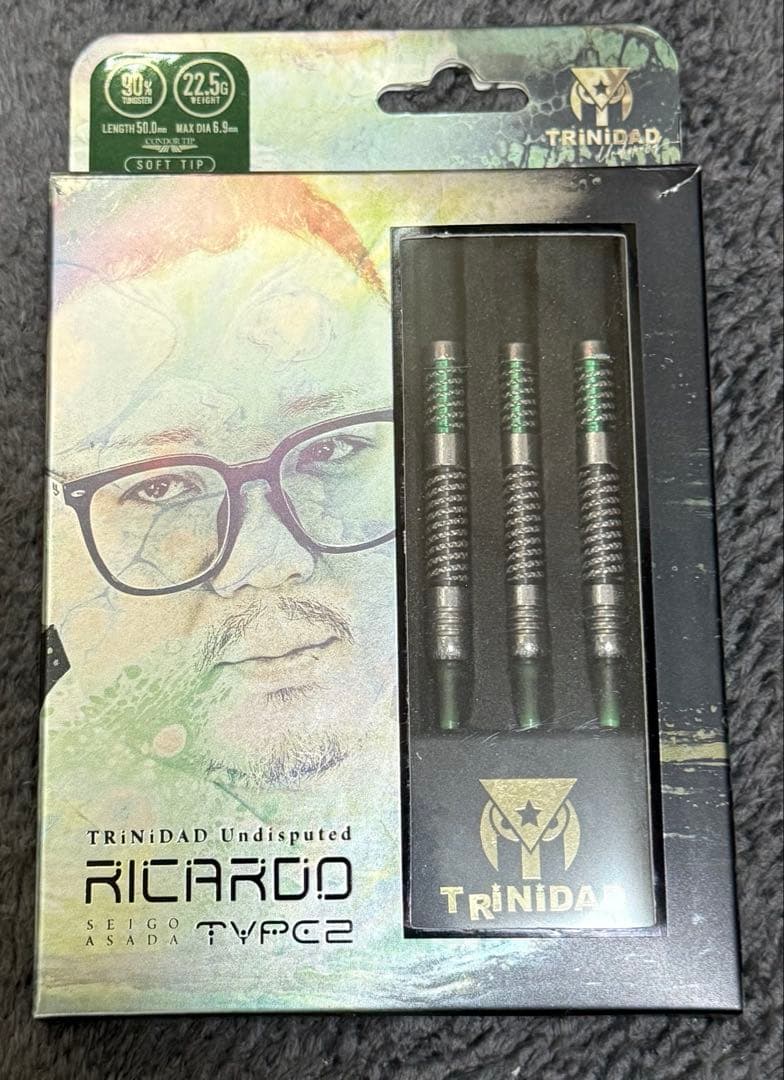 90%
TUNGSTEN
22.5G
WEIGHT
LENGTH 50.0mm MAX DIA 6.9mm
CONDOR TIP
SOFT TIP
TRiNiDAD
TRiNiDAD Undisputed
RICARDO
SEIGO
ASADA
TYPE2
TRiNiDAD